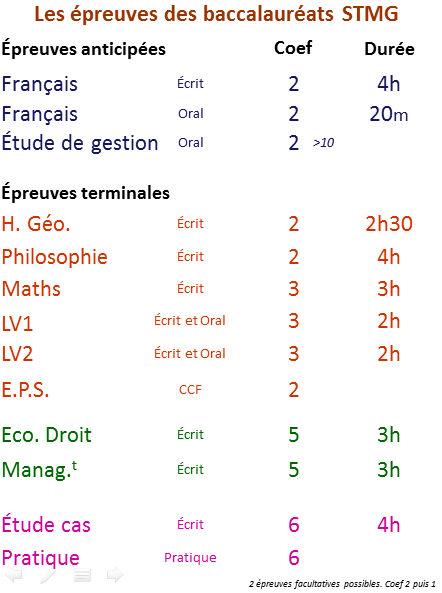 Les épreuves des baccalauréats STMG
Épreuves anticipées Coef Durée
Français Écrit 2 4h
Français Oral 2 20m
Étude de gestion Oral 2 >10
Épreuves terminales
H. Géo. Écrit 2 2h30
Philosophie Écrit 2 4h
Maths Écrit 3 3h
LV1 Écrit et Oral 3 2h
LV2 Écrit et Oral 3 2h
E.P.S. CCF 2
Eco. Droit Écrit 5 3h
Manag.t Écrit 5 3h
Étude cas Écrit 6 4h
Pratique Pratique 6
2 épreuves facultatives possibles. Coef 2 puis 1